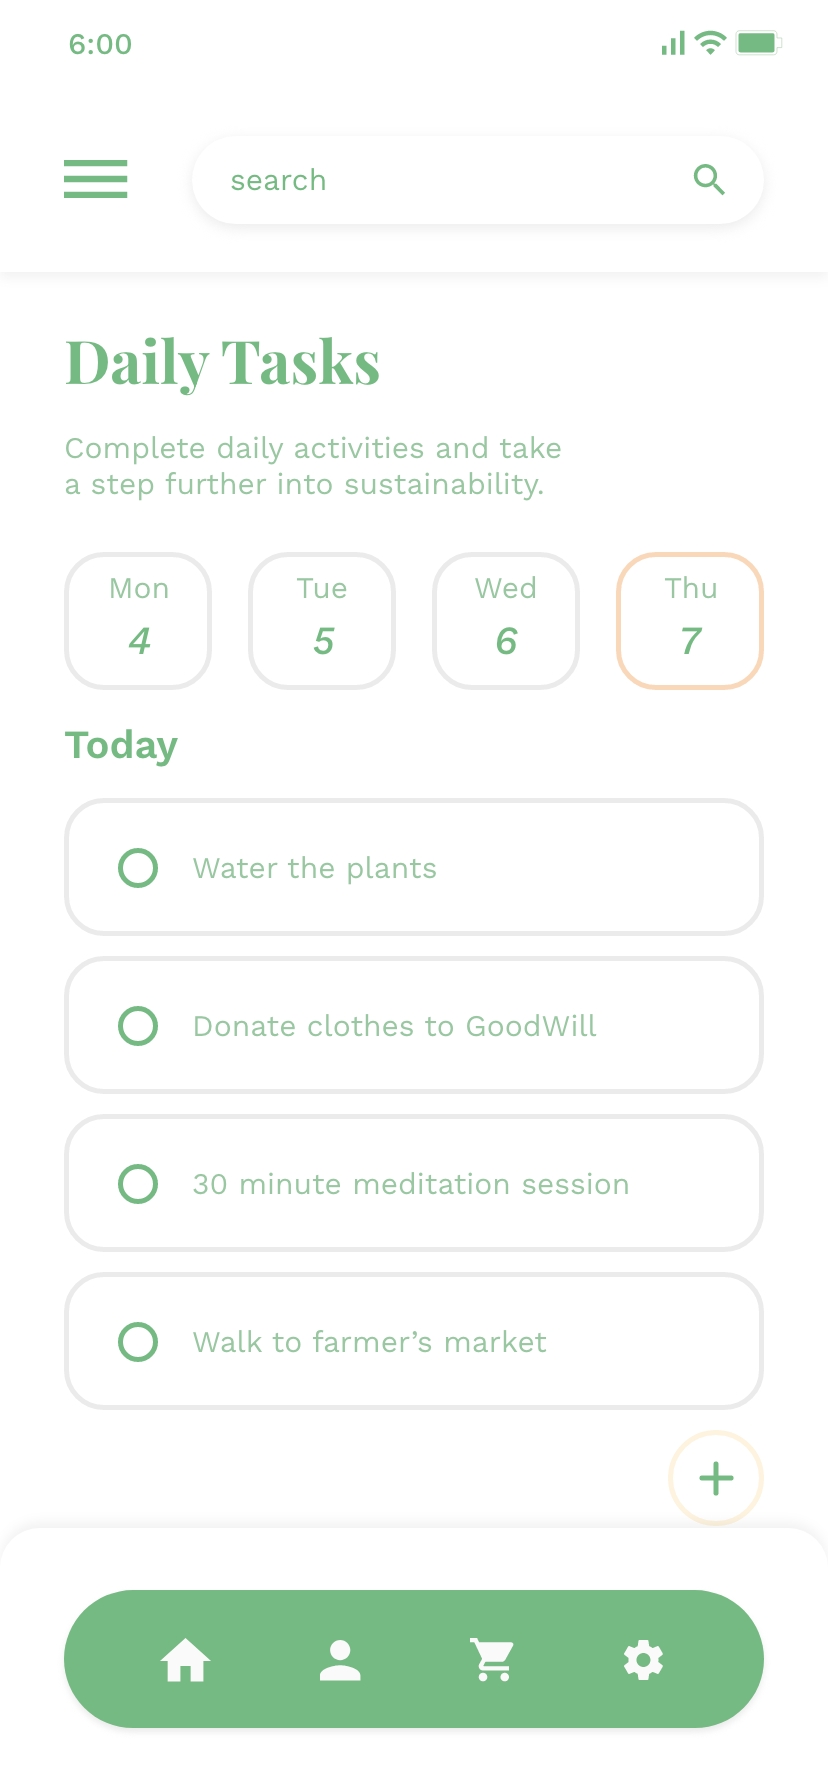 6:00
search
Daily Tasks
Complete daily activities and take
a step further into sustainability.
Mon Tue Wed Thu
4 5 6 7
Today
Water the plants
Donate clothes to GoodWill
30 minute meditation session
Walk to farmer’s market